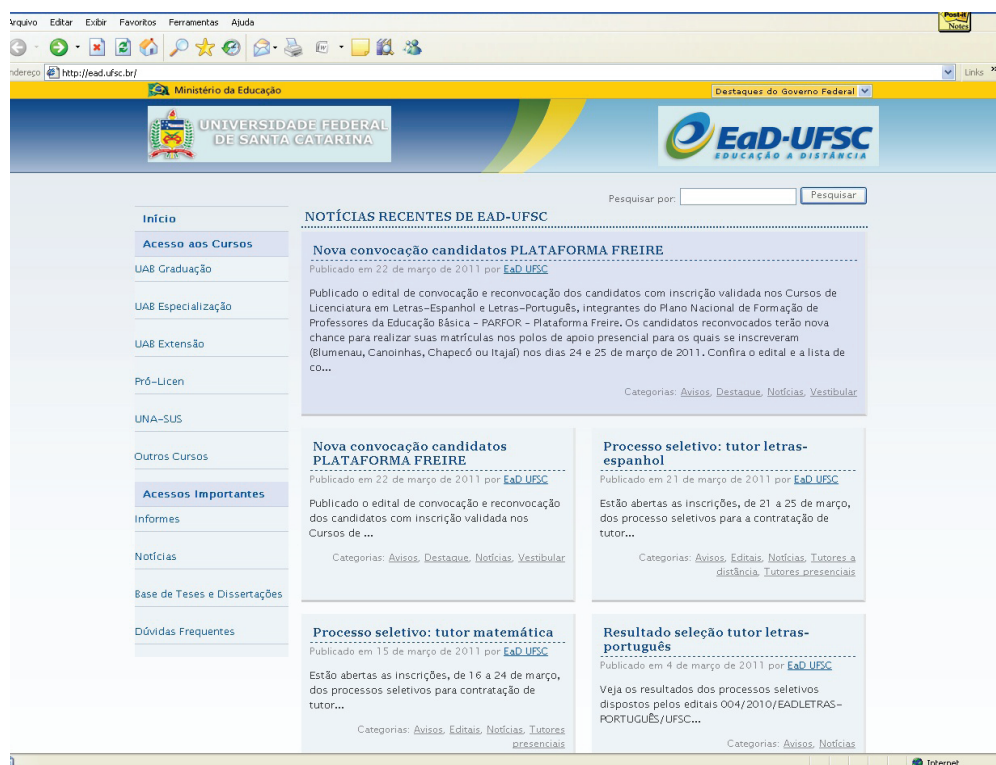 Arquivo Editar Exibir Favoritos Ferramentas Ajuda
Post-it
Notes
http://ead.ufsc.br/
Links
Ministério da Educação
Destaques do Governo Federal
UNIVERSIDADE FEDERAL
DE SANTA CATARINA
EaD-UFSC
EDUCAÇÃO A DISTÂNCIA
Pesquisar por:
Pesquisar
Início
Acesso aos Cursos
UAB Graduação
UAB Especialização
UAB Extensão
Pró-Licen
UNA-SUS
Outros Cursos
Acessos Importantes
Informes
Notícias
Base de Teses e Dissertações
Dúvidas Frequentes
NOTÍCIAS RECENTES DE EAD-UFSC
Nova convocação candidatos PLATAFORMA FREIRE
Publicado em 22 de março de 2011 por EaD UFSC
Publicado o edital de convocação e reconvocação dos candidatos com inscrição validada nos Cursos de
Licenciatura em Letras-Espanhol e Letras-Português, integrantes do Plano Nacional de Formação de
Professores da Educação Básica - PARFOR - Plataforma Freire. Os candidatos reconvocados terão nova
chance para realizar suas matrículas nos polos de apoio presencial para os quais se inscreveram
(Blumenau, Canoinhas, Chapecó ou Itajaí) nos dias 24 e 25 de março de 2011. Confira o edital e a lista de
co...
Categorias: Avisos, Destaque, Notícias, Vestibular
Nova convocação candidatos
PLATAFORMA FREIRE
Publicado em 22 de março de 2011 por EaD UFSC
Publicado o edital de convocação e reconvocação
dos candidatos com inscrição validada nos
Cursos de ...
Categorias: Avisos, Destaque, Notícias, Vestibular
Processo seletivo: tutor letras-
espanhol
Publicado em 21 de março de 2011 por EaD UFSC
Estão abertas as inscrições, de 21 a 25 de março,
dos processo seletivos para a contratação de
tutor...
Categorias: Avisos, Editais, Notícias, Tutores a
distância, Tutores presenciais
Processo seletivo: tutor matemática
Publicado em 15 de março de 2011 por EaD UFSC
Estão abertas as inscrições, de 16 a 24 de março,
dos processos seletivos para contratação de
tutor...
Categorias: Avisos, Editais, Notícias, Tutores
presenciais
Resultado seleção tutor letras-
português
Publicado em 4 de março de 2011 por EaD UFSC
Veja os resultados dos processos seletivos
dispostos pelos editais 004/2010/EADLETRAS-
PORTUGUÊS/UFSC...
Categorias: Avisos, Notícias
Internet